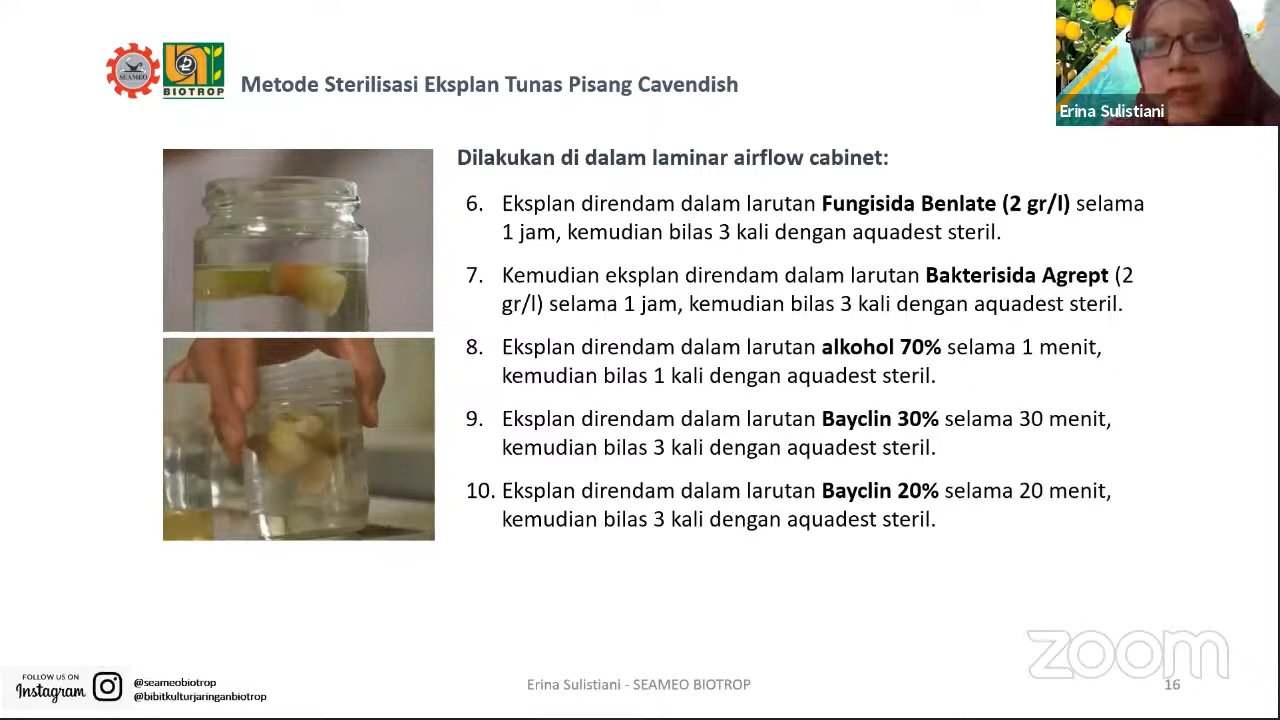 SEAMEO
BIOTROP
Metode Sterilisasi Eksplan Tunas Pisang Cavendish
Erina Sulistiani
Dilakukan di dalam laminar airflow cabinet:
6. Eksplan direndam dalam larutan Fungisida Benlate (2 gr/l) selama
1 jam, kemudian bilas 3 kali dengan aquadest steril.
7. Kemudian eksplan direndam dalam larutan Bakterisida Agrept (2
gr/l) selama 1 jam, kemudian bilas 3 kali dengan aquadest steril.
8. Eksplan direndam dalam larutan alkohol 70% selama 1 menit,
kemudian bilas 1 kali dengan aquadest steril.
9. Eksplan direndam dalam larutan Bayclin 30% selama 30 menit,
kemudian bilas 3 kali dengan aquadest steril.
10. Eksplan direndam dalam larutan Bayclin 20% selama 20 menit,
kemudian bilas 3 kali dengan aquadest steril.
zoom
FOLLOW US ON
Instagram
@seameobiotrop
@bibitkulturjaringanbiotrop
Erina Sulistiani - SEAMEO BIOTROP
16